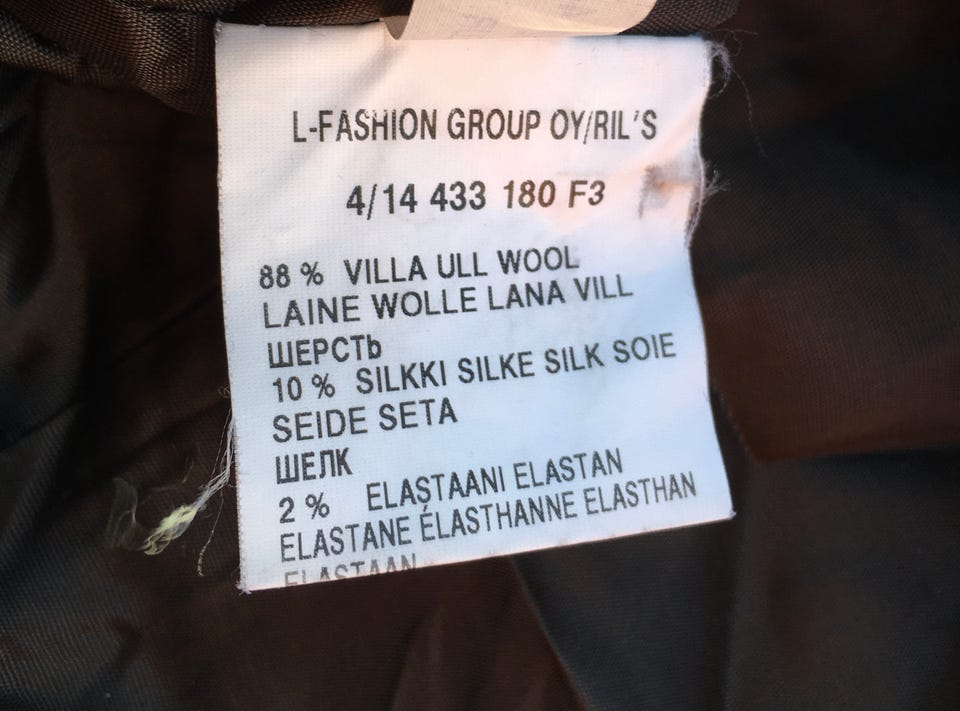 L-FASHION GROUP OY/RIL'S
4/14 433 180 F3
88 % VILLA ULL WOOL
LAINE WOLLE LANA VILL
ШЕРСТЬ
10 % SILKKI SILKE SILK SOIE
SEIDE SETA
ШЕЛК
2 % ELASTAANI ELASTAN
ELASTANE ÉLASTHANNE ELASTHAN
ELASTAAN